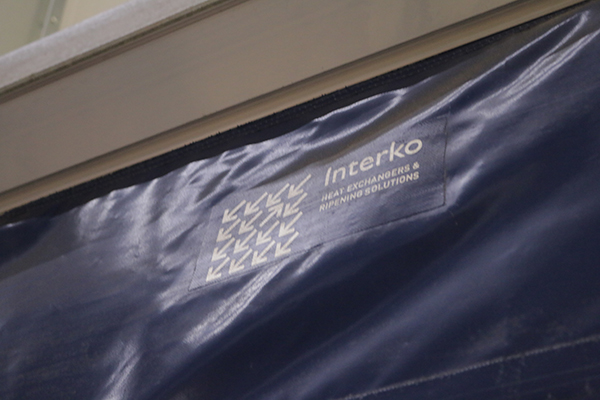 Interko
HEAT EXCHANGERS &
RIPENING SOLUTIONS